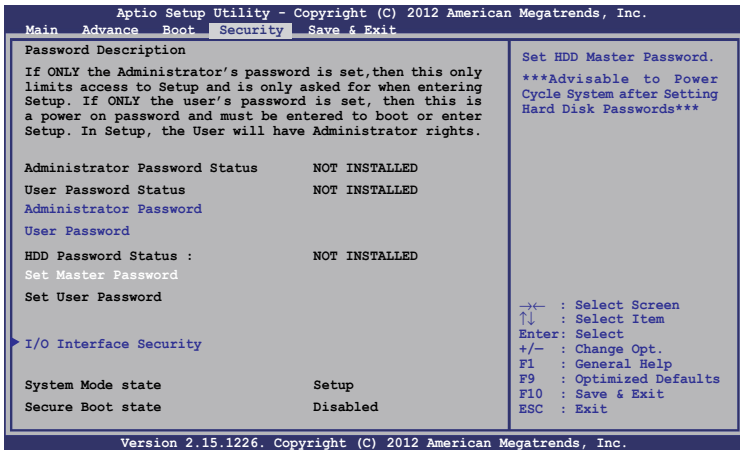 Aptio Setup Utility - Copyright (C) 2012 American Megatrends, Inc.
Main Advance Boot Security Save & Exit
Password Description
If ONLY the Administrator's password is set,then this only
limits access to Setup and is only asked for when entering
Setup. If ONLY the user's password is set, then this is
a power on password and must be entered to boot or enter
Setup. In Setup, the User will have Administrator rights.
Administrator Password Status NOT INSTALLED
User Password Status NOT INSTALLED
Administrator Password
User Password
HDD Password Status : NOT INSTALLED
Set Master Password
Set User Password
I/O Interface Security
System Mode state Setup
Secure Boot state Disabled
Set HDD Master Password.
***Advisable to Power
Cycle System after Setting
Hard Disk Passwords***
→← : Select Screen
↑↓ : Select Item
Enter: Select
+/— : Change Opt.
F1 : General Help
F9 : Optimized Defaults
F10 : Save & Exit
ESC : Exit
Version 2.15.1226. Copyright (C) 2012 American Megatrends, Inc.